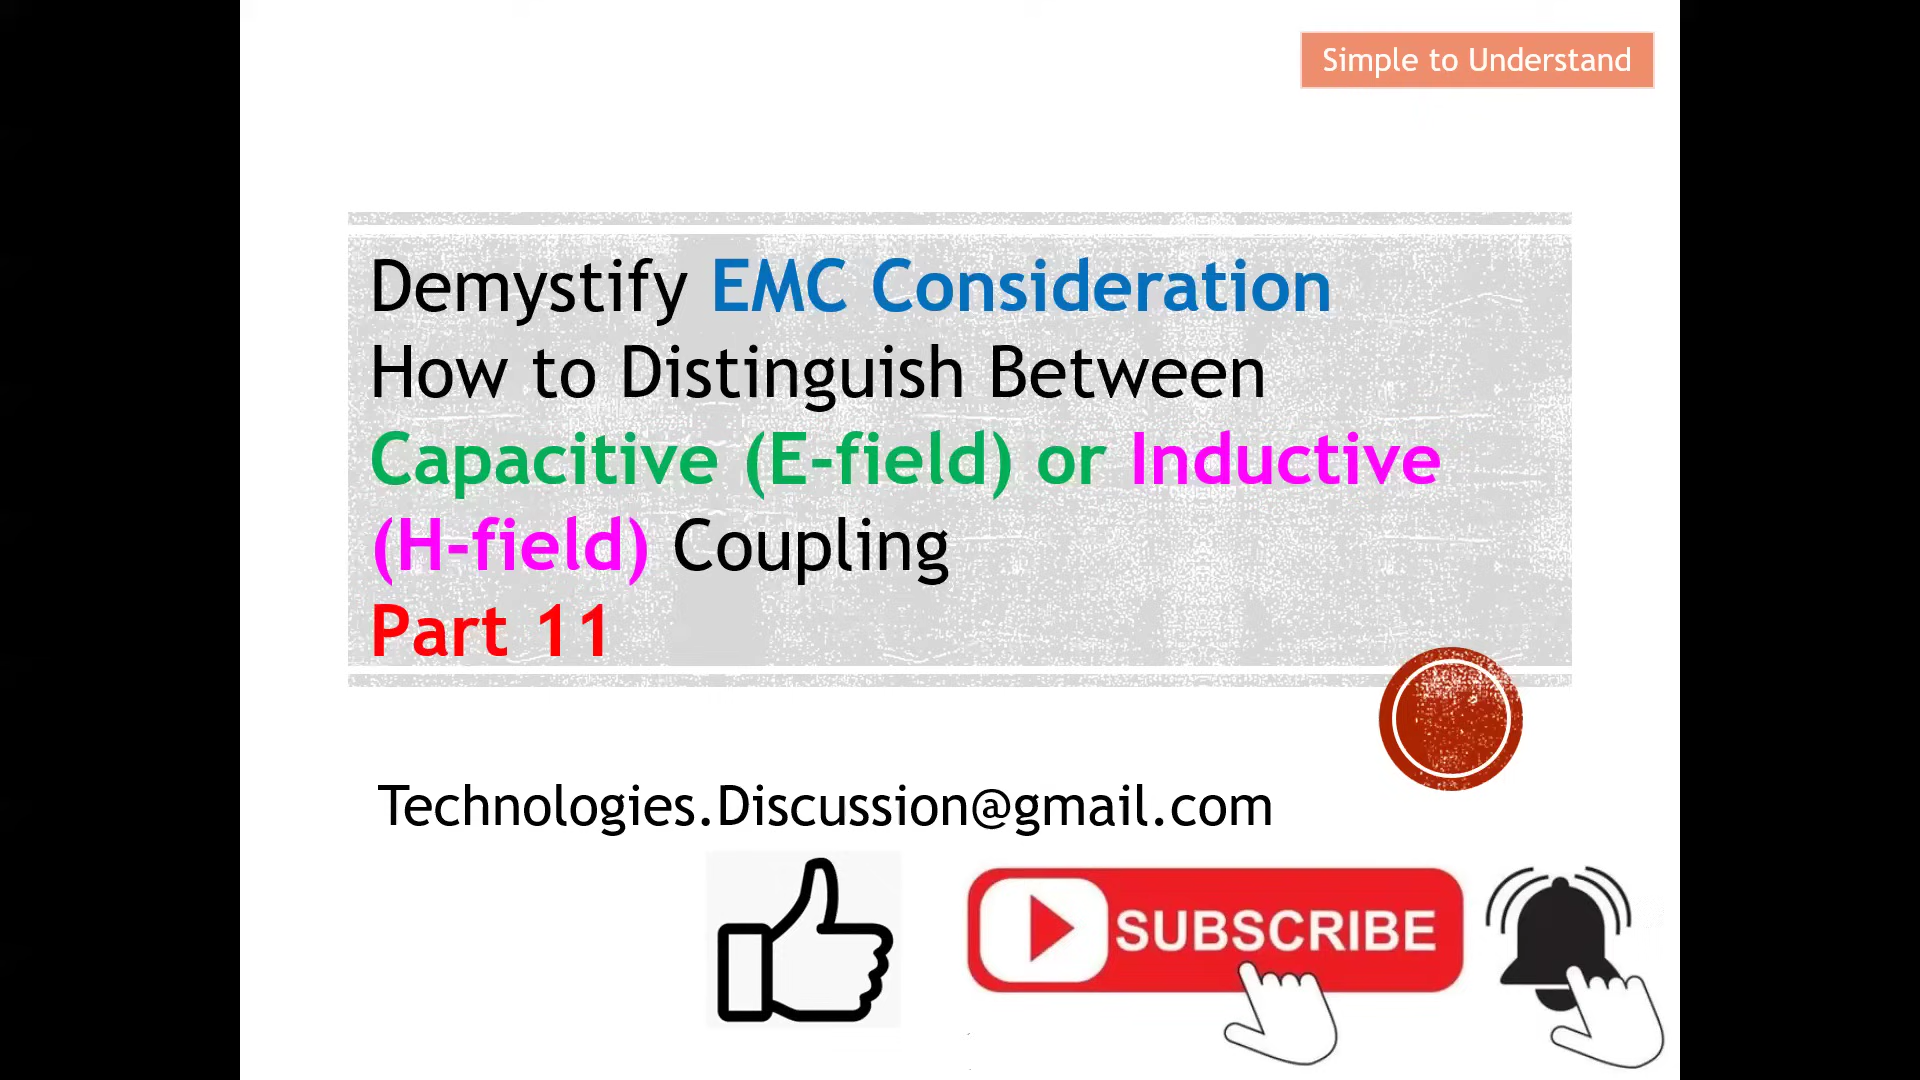 Simple to Understand
Demystify EMC Consideration
How to Distinguish Between
Capacitive (E-field) or Inductive
(H-field) Coupling
Part 11
Technologies.Discussion@gmail.com
SUBSCRIBE